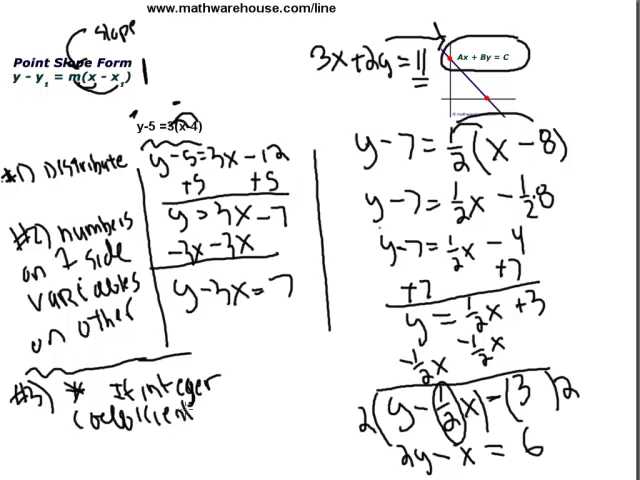 www.mathwarehouse.com/line
slope
Point Slope Form
y - y₁ = m(x - x₁)
3x+2y=11
Ax + By = C
y-5 =3(x-4)
#1) Distribute
y-5=3x-12
+5 +5
y=3x-7
#2) numbers
on 1 side
variables
on other
-3x -3x
y-3x=7
#3) * If integer
coefficient
y-7=1/2(x-8)
y-7=1/2x-1/2·8
y-7=1/2x-4
+7 +7
y=1/2x+3
-1/2x -1/2x
2(y-1/2x)=(3)2
2y-x=6